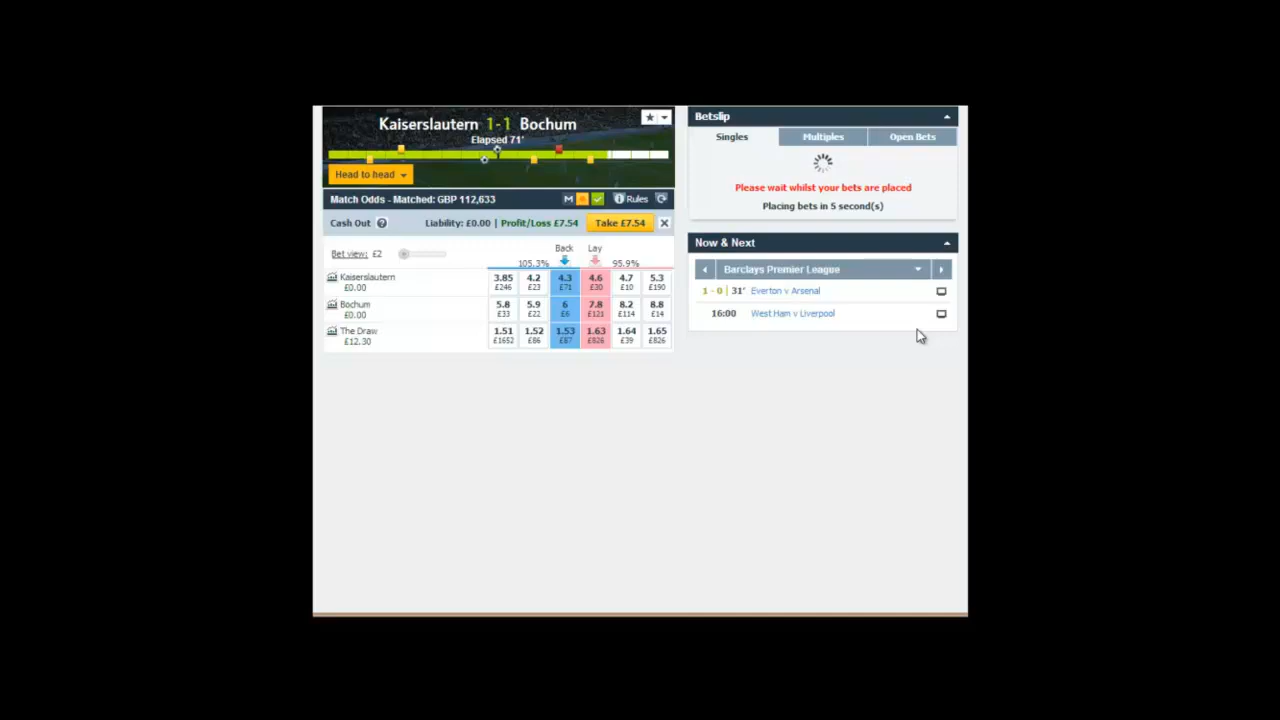 Kaiserslautern 1-1 Bochum
Elapsed 71'
Head to head
Match Odds - Matched: GBP 112,633
M
Rules
Cash Out ?
Liability: £0.00 | Profit/Loss £7.54
Take £7.54
Bet view: £2
Back
Lay
105.3%
95.9%
Kaiserslautern 3.85 4.2 4.3 4.6 4.7 5.3
£0.00 £246 £23 £71 £30 £10 £190
Bochum 5.8 5.9 6 7.8 8.2 8.8
£0.00 £33 £22 £6 £121 £114 £14
The Draw 1.51 1.52 1.53 1.63 1.64 1.65
£12.30 £1652 £86 £67 £826 £39 £826
Betslip
Singles Multiples Open Bets
Please wait whilst your bets are placed
Placing bets in 5 second(s)
Now & Next
Barclays Premier League
1 - 0 | 31' Everton v Arsenal
16:00 West Ham v Liverpool